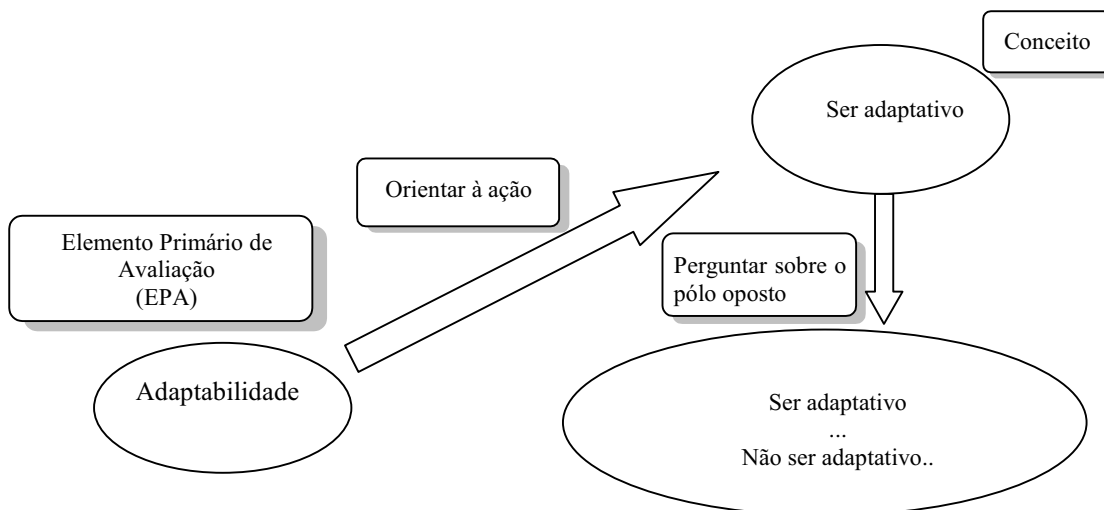 Conceito
Ser adaptativo
Orientar à ação
Elemento Primário de
Avaliação
(EPA)
Perguntar sobre o
pólo oposto
Adaptabilidade
Ser adaptativo
...
Não ser adaptativo..